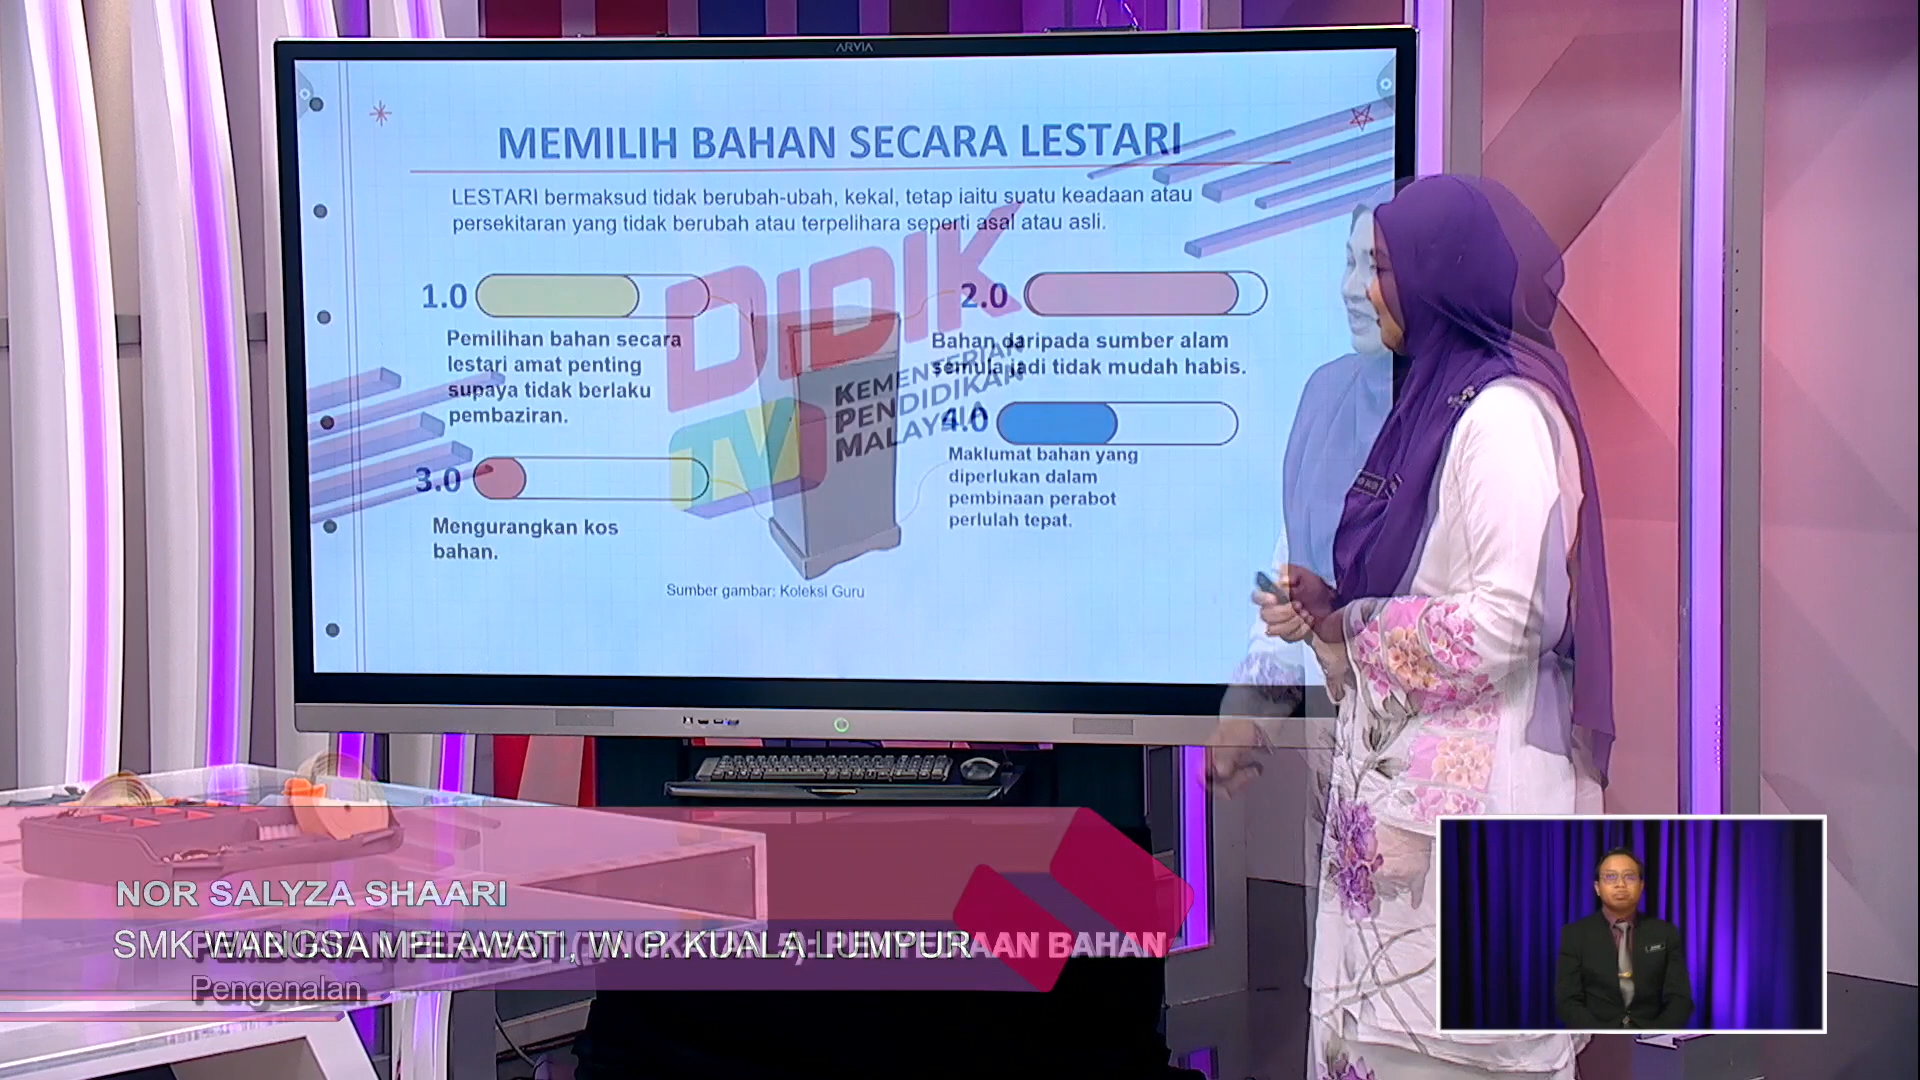 ARVIA
MEMILIH BAHAN SECARA LESTARI
LESTARI bermaksud tidak berubah-ubah, kekal, tetap iaitu suatu keadaan atau
persekitaran yang tidak berubah atau terpelihara seperti asal atau asli.
1.0
Pemilihan bahan secara
lestari amat penting
supaya tidak berlaku
pembaziran.
2.0
Bahan daripada sumber alam
semula jadi tidak mudah habis.
3.0
Mengurangkan kos
bahan.
4.0
Maklumat bahan yang
diperlukan dalam
pembinaan perabot
perlulah tepat.
DIDIK
TV
KEMENTERIAN
PENDIDIKAN
MALAYSIA
Sumber gambar: Koleksi Guru
NOR SALYZA SHAARI
SMK WANGSA MELAWATI, W. P. KUALA LUMPUR
BAHAN
Pengenalan